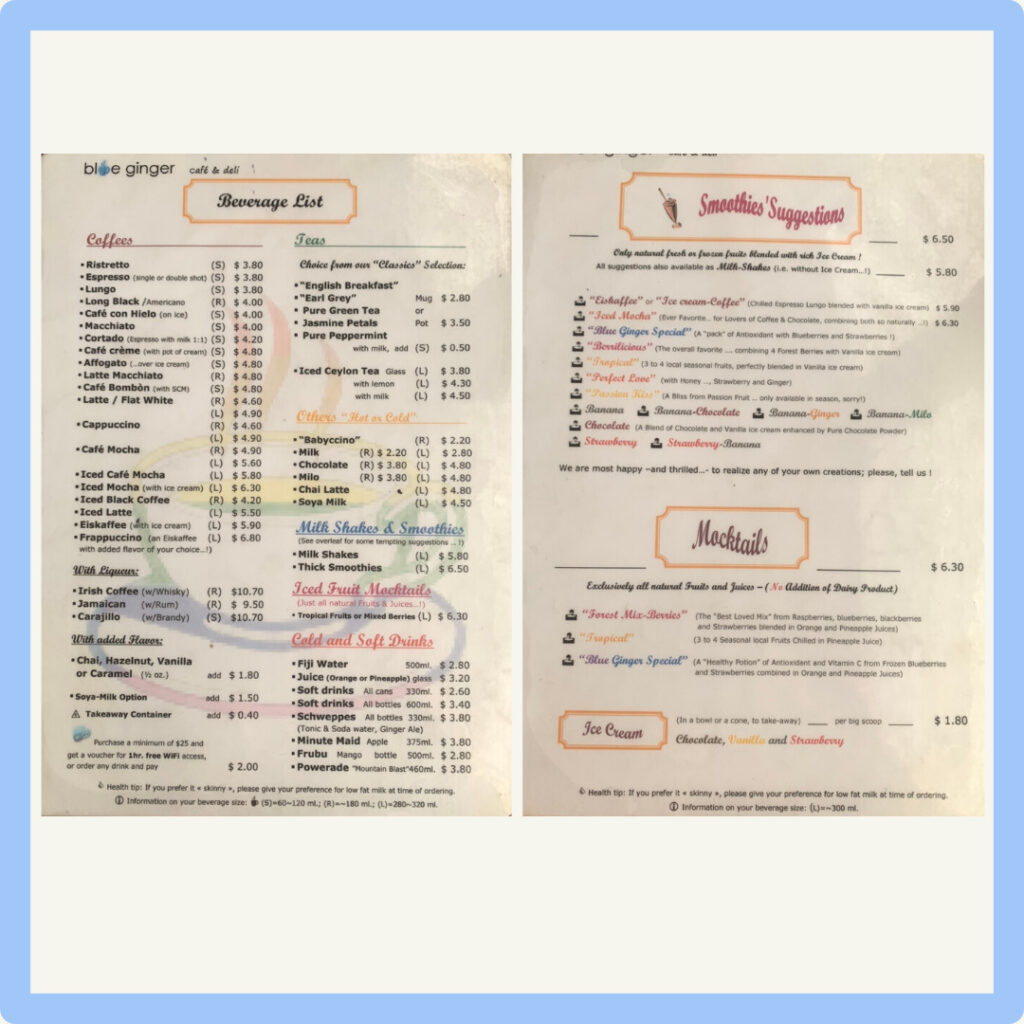 blue ginger café & deli
Beverage List
Coffees
• Ristretto (S) $ 3.80
• Espresso (single or double shot) (S) $ 3.80
• Lungo (S) $ 3.80
• Long Black /Americano (R) $ 4.00
• Café con Hielo (on ice) (S) $ 4.00
• Macchiato (S) $ 4.00
• Cortado (Espresso with milk 1:1) (S) $ 4.20
• Café crème (with pot of cream) (S) $ 4.80
• Affogato (...over ice cream) (S) $ 4.80
• Latte Macchiato (R) $ 4.80
• Café Bombòn (with SCM) (S) $ 4.80
• Latte / Flat White (R) $ 4.60
(L) $ 4.90
• Cappuccino (R) $ 4.60
(L) $ 4.90
• Café Mocha (R) $ 4.90
(L) $ 5.60
• Iced Café Mocha (L) $ 5.80
• Iced Mocha (with ice cream) (L) $ 6.30
• Iced Black Coffee (R) $ 4.20
• Iced Latte (L) $ 5.50
• Eiskaffee (with ice cream) (L) $ 5.90
• Frappuccino (an Eiskaffee (L) $ 6.80
with added flavor of your choice...!)
With Liqueur:
• Irish Coffee (w/Whisky) (R) $10.70
• Jamaican (w/Rum) (R) $ 9.50
• Carajillo (w/Brandy) (S) $10.70
With added Flavor:
• Chai, Hazelnut, Vanilla
or Caramel (½ oz.) add $ 1.80
• Soya-Milk Option add $ 1.50
Takeaway Container add $ 0.40
Purchase a minimum of $25 and
get a voucher for 1hr. free WiFi access,
or order any drink and pay $ 2.00
Teas
Choice from our "Classics" Selection:
• "English Breakfast"
• "Earl Grey" Mug $ 2.80
• Pure Green Tea or
• Jasmine Petals Pot $ 3.50
• Pure Peppermint
with milk, add (S) $ 0.50
• Iced Ceylon Tea Glass (L) $ 3.80
with lemon (L) $ 4.30
with milk (L) $ 4.50
Others "Hot or Cold"
• "Babyccino" (R) $ 2.20
• Milk (R) $ 2.20 (L) $ 2.80
• Chocolate (R) $ 3.80 (L) $ 4.80
• Milo (R) $ 3.80 (L) $ 4.80
• Chai Latte (L) $ 4.80
• Soya Milk (L) $ 4.50
Milk Shakes & Smoothies
(See overleaf for some tempting suggestions ... !)
• Milk Shakes (L) $ 5.80
• Thick Smoothies (L) $ 6.50
Iced Fruit Mocktails
(Just all natural Fruits & Juices...!)
• Tropical Fruits or Mixed Berries (L) $ 6.30
Cold and Soft Drinks
• Fiji Water 500ml. $ 2.80
• Juice (Orange or Pineapple) glass $ 3.20
• Soft drinks All cans 330ml. $ 2.60
• Soft drinks All bottles 600ml. $ 3.40
• Schweppes All bottles 330ml. $ 3.80
(Tonic & Soda water, Ginger Ale)
• Minute Maid Apple 375ml. $ 3.80
• Frubu Mango bottle 500ml. $ 2.80
• Powerade "Mountain Blast"460ml. $ 3.80
Health tip: If you prefer it « skinny », please give your preference for low fat milk at time of ordering.
Information on your beverage size: (S)=60~120 ml.; (R)=~180 ml.; (L)=280~320 ml.
café & deli
Smoothies' Suggestions
$ 6.50
Only natural fresh or frozen fruits blended with rich Ice Cream !
All suggestions also available as Milk-Shakes (i.e. without Ice Cream...!) $ 5.80
"Eiskaffee" or "Ice cream-Coffee" (Chilled Espresso Lungo blended with vanilla ice cream) $ 5.90
"Iced Mocha" (Ever Favorite... for Lovers of Coffee & Chocolate, combining both so naturally ...!) $ 6.30
"Blue Ginger Special" (A "pack" of Antioxidant with Blueberries and Strawberries !)
"Berrilicious" (The overall favorite .... combining 4 Forest Berries with Vanilla ice cream)
"Tropical" (3 to 4 local seasonal fruits, perfectly blended in Vanilla ice cream)
"Perfect Love" (with Honey ..., Strawberry and Ginger)
"Passion Kiss" (A Bliss from Passion Fruit ... only available in season, sorry!)
Banana Banana-Chocolate Banana-Ginger Banana-Milo
Chocolate (A Blend of Chocolate and Vanilla ice cream enhanced by Pure Chocolate Powder)
Strawberry Strawberry-Banana
We are most happy –and thrilled...- to realize any of your own creations; please, tell us !
Mocktails
$ 6.30
Exclusively all natural Fruits and Juices – (No Addition of Dairy Product)
"Forest Mix-Berries" (The "Best Loved Mix" from Raspberries, blueberries, blackberries
and Strawberries blended in Orange and Pineapple Juices)
"Tropical" (3 to 4 Seasonal local Fruits Chilled in Pineapple Juice)
"Blue Ginger Special" (A "Healthy Potion" of Antioxidant and Vitamin C from Frozen Blueberries
and Strawberries combined in Orange and Pineapple Juices)
Ice Cream
(In a bowl or a cone, to take-away) per big scoop $ 1.80
Chocolate, Vanilla and Strawberry
Health tip: If you prefer it « skinny », please give your preference for low fat milk at time of ordering.
Information on your beverage size: (L)=~300 ml.